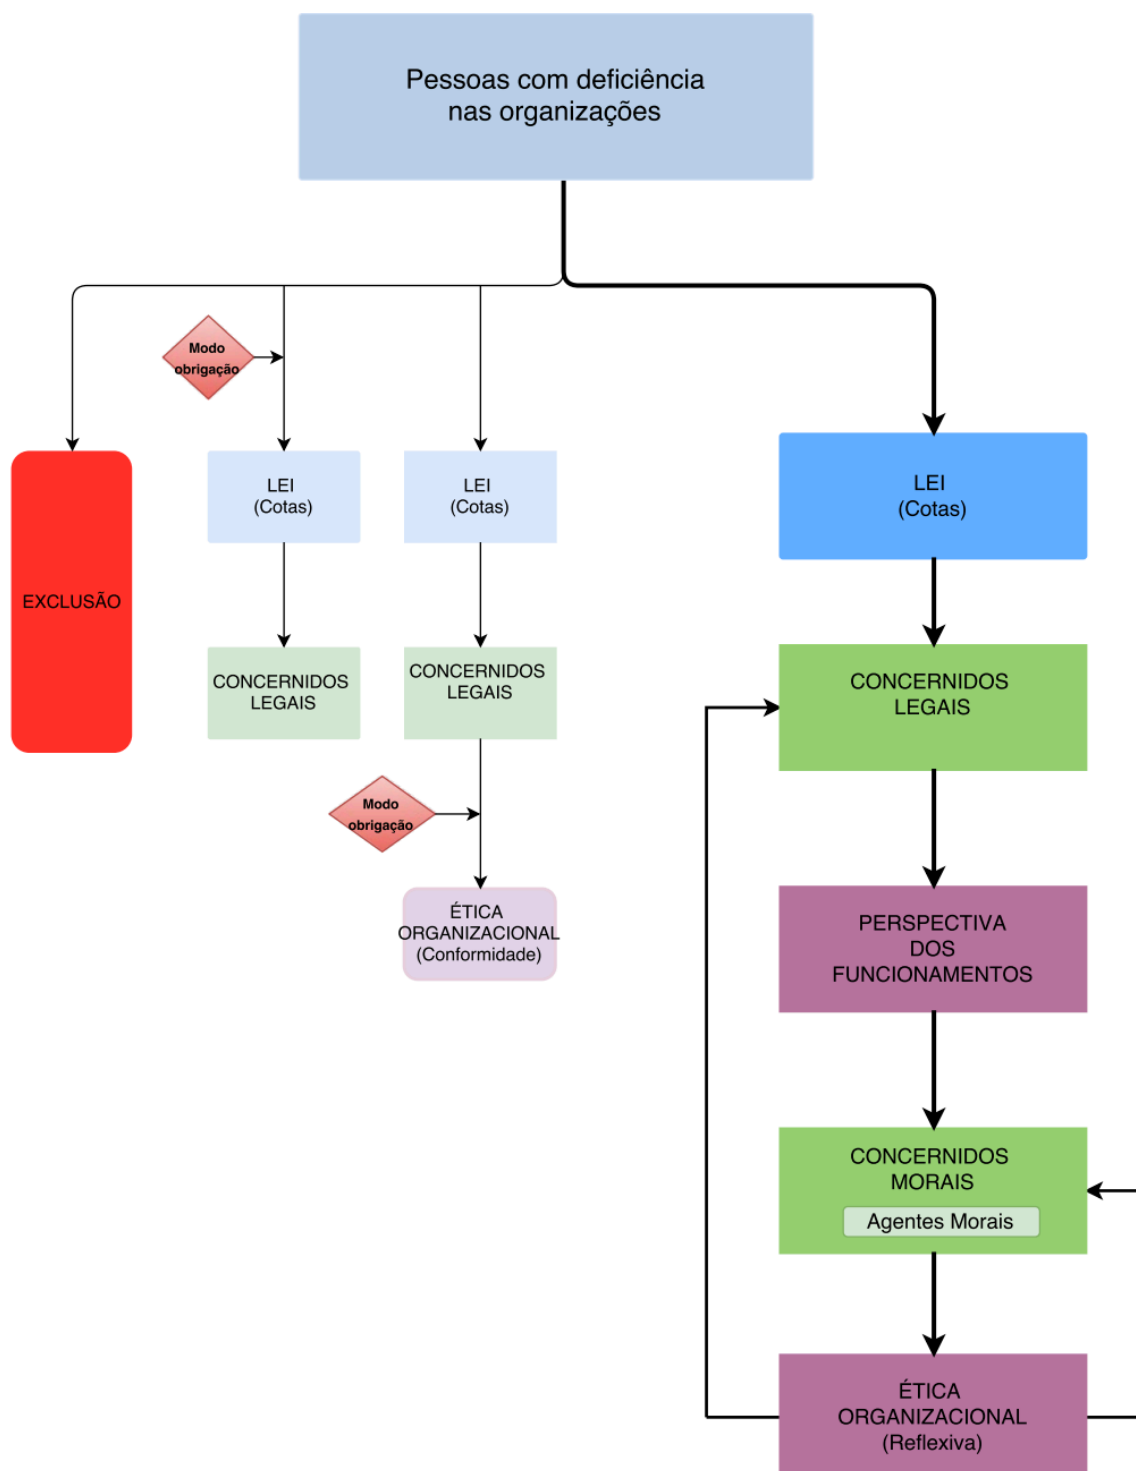 Pessoas com deficiência
nas organizações
Modo
obrigação
EXCLUSÃO
LEI
(Cotas)
CONCERNIDOS
LEGAIS
LEI
(Cotas)
CONCERNIDOS
LEGAIS
Modo
obrigação
ÉTICA
ORGANIZACIONAL
(Conformidade)
LEI
(Cotas)
CONCERNIDOS
LEGAIS
PERSPECTIVA
DOS
FUNCIONAMENTOS
CONCERNIDOS
MORAIS
Agentes Morais
ÉTICA
ORGANIZACIONAL
(Reflexiva)